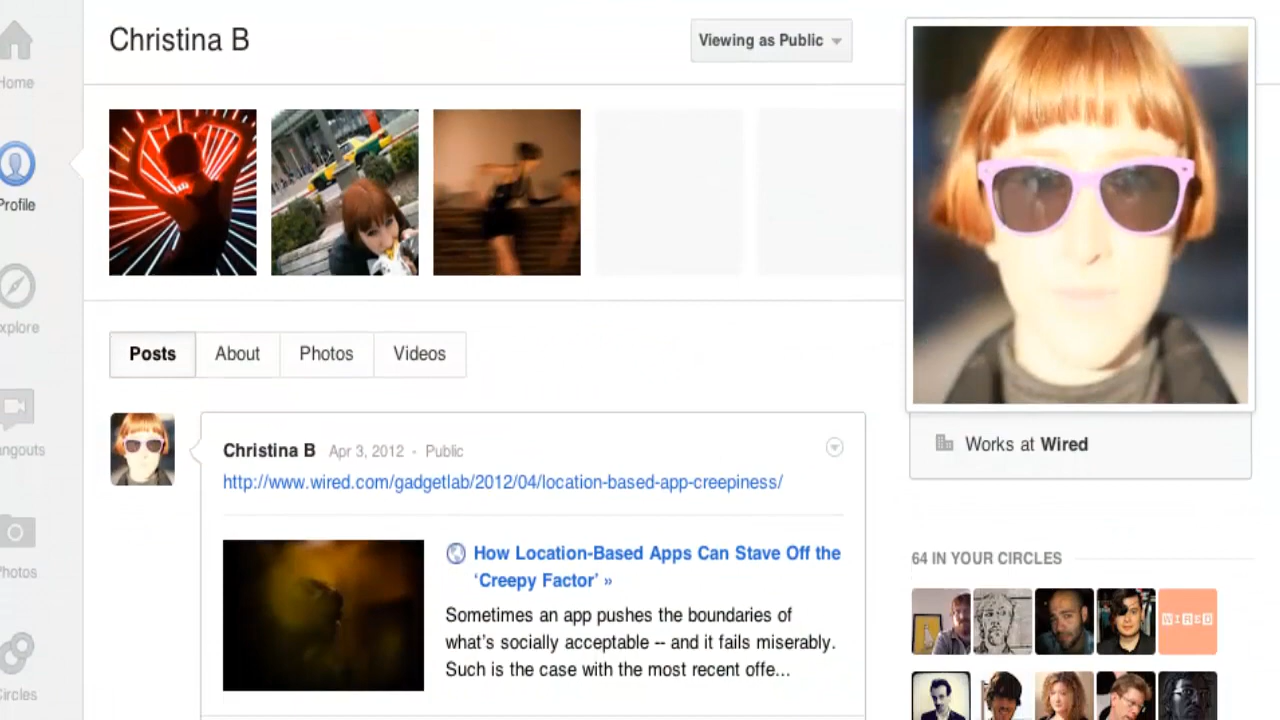 Christina B
Viewing as Public
Home
Profile
xplore
angouts
hotos
ircles
Posts
About
Photos
Videos
Christina B Apr 3, 2012 - Public
http://www.wired.com/gadgetlab/2012/04/location-based-app-creepiness/
How Location-Based Apps Can Stave Off the
‘Creepy Factor’ »
Sometimes an app pushes the boundaries of
what’s socially acceptable -- and it fails miserably.
Such is the case with the most recent offe...
Works at Wired
64 IN YOUR CIRCLES
WIRED